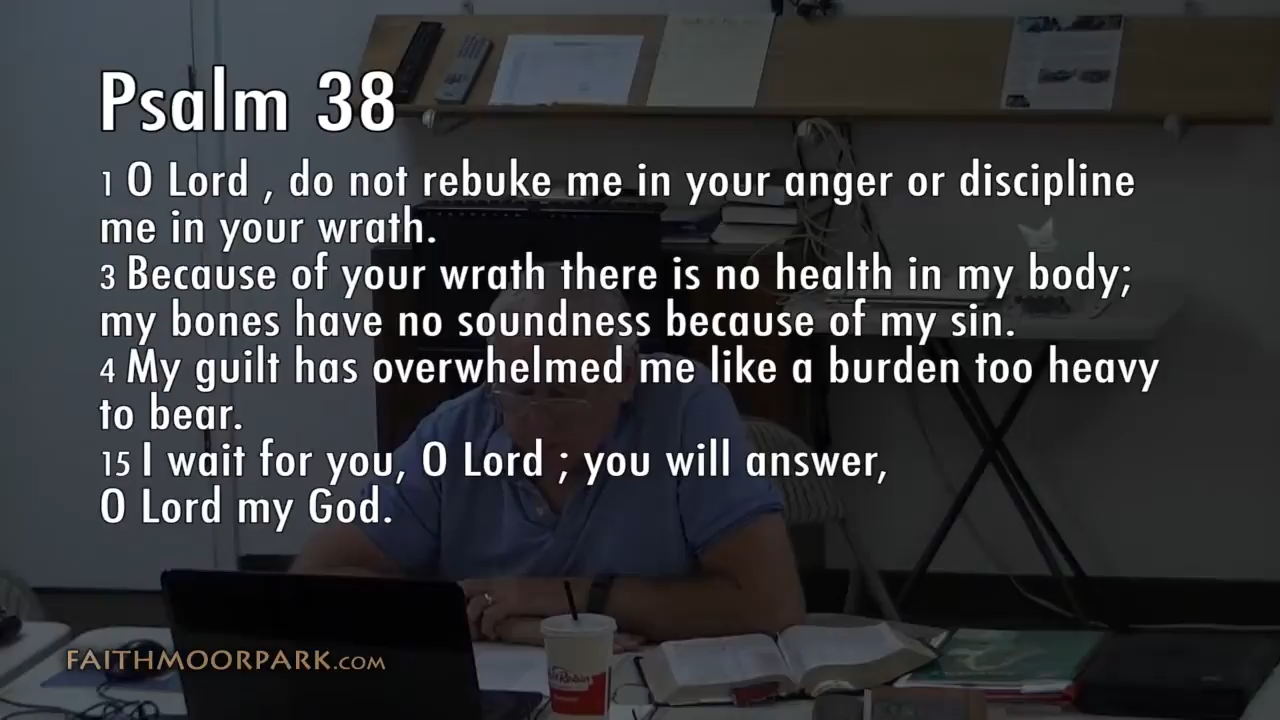 Psalm 38
1 O Lord , do not rebuke me in your anger or discipline
me in your wrath.
3 Because of your wrath there is no health in my body;
my bones have no soundness because of my sin.
4 My guilt has overwhelmed me like a burden too heavy
to bear.
15 I wait for you, O Lord ; you will answer,
O Lord my God.
FAITHMOORPARK.COM